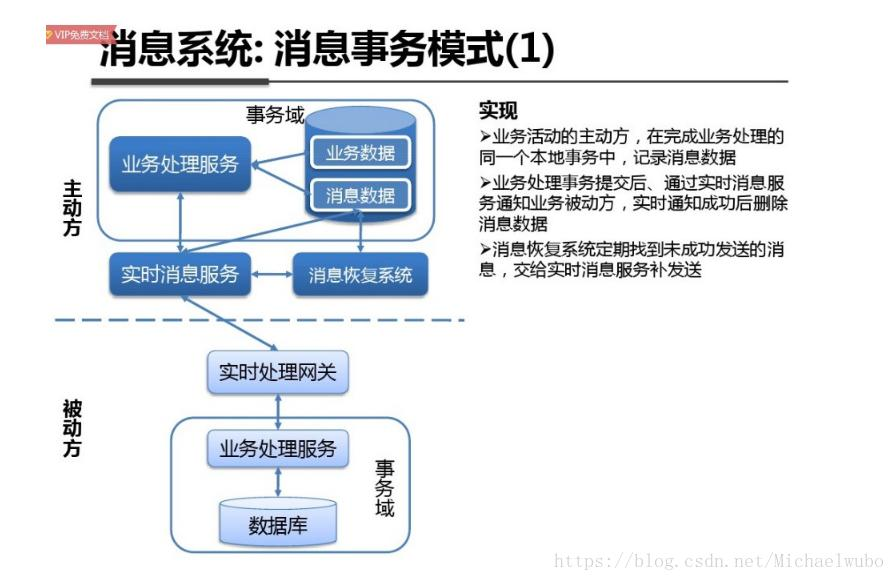 VIP免费文档
消息系统: 消息事务模式(1)
事务域
业务处理服务
业务数据
消息数据
主动方
实时消息服务
消息恢复系统
实现
➢业务活动的主动方，在完成业务处理的
同一个本地事务中，记录消息数据
➢业务处理事务提交后、通过实时消息服
务通知业务被动方，实时通知成功后删除
消息数据
➢消息恢复系统定期找到未成功发送的消
息，交给实时消息服务补发送
实时处理网关
被动方
业务处理服务
事务域
数据库
https://blog.csdn.net/Michaelwubo